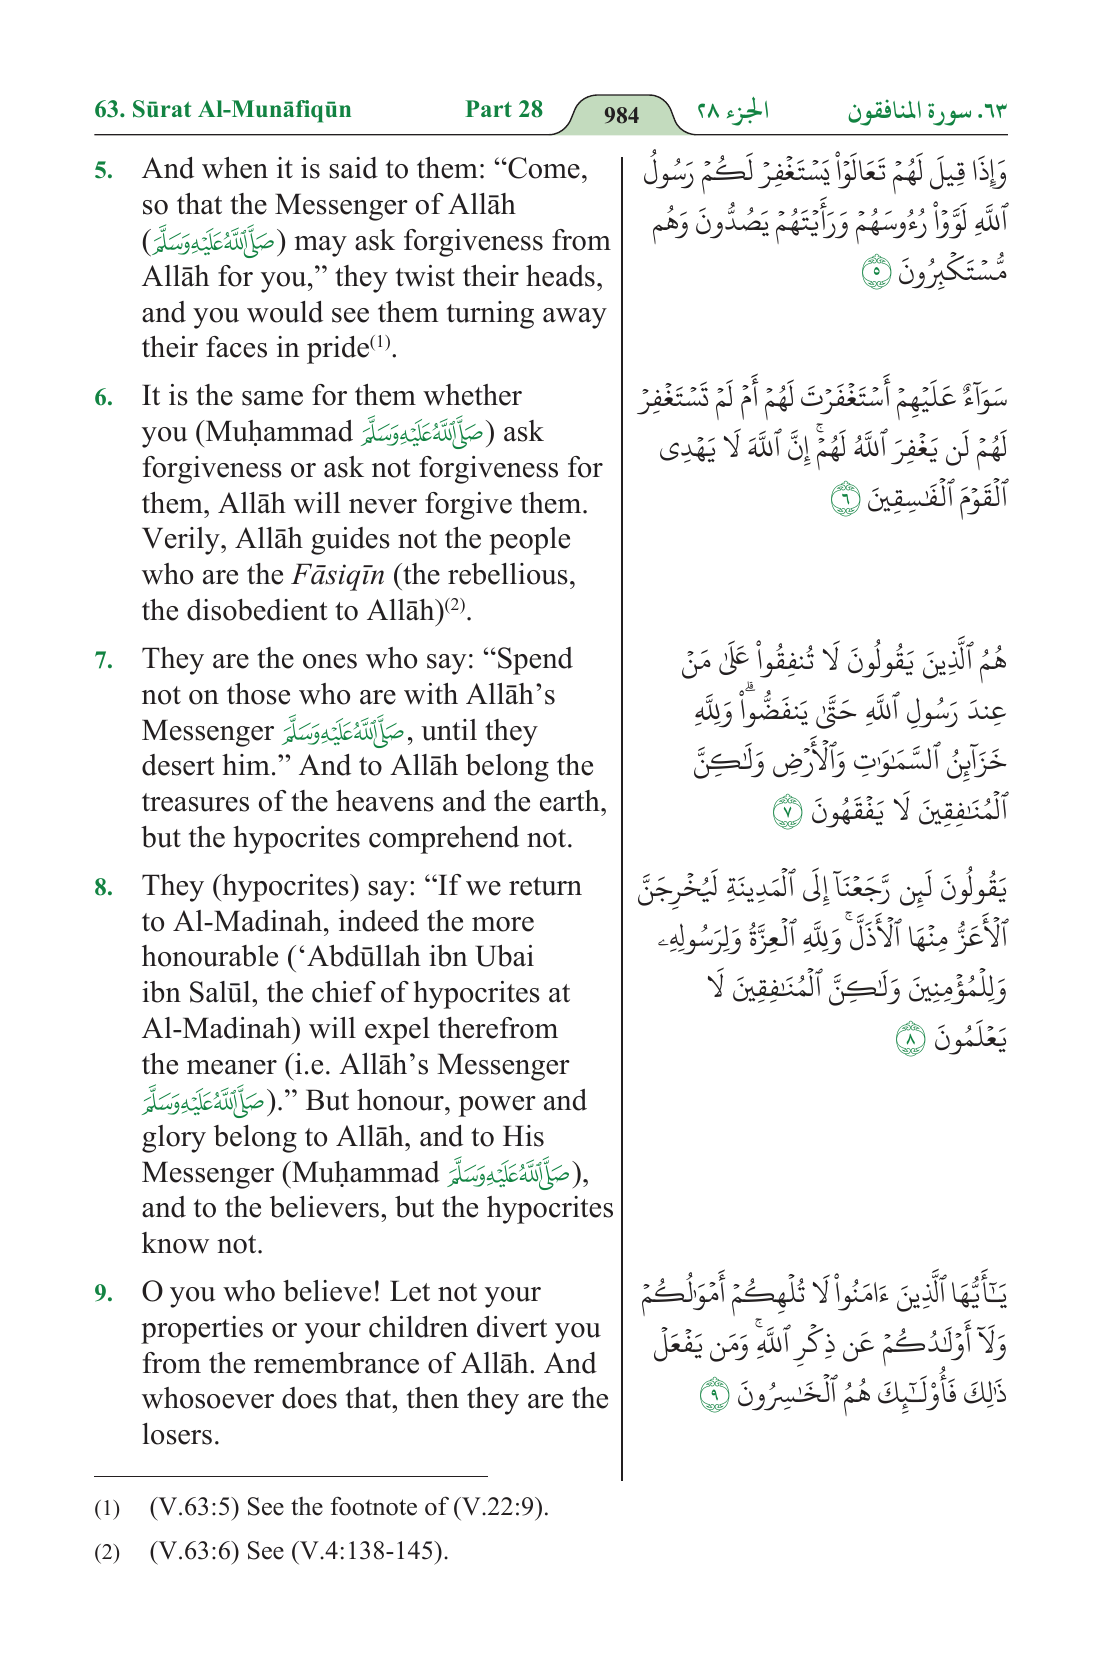 63. Sūrat Al-Munāfiqūn Part 28 984 الجزء ٢٨ ٦٣. سورة المنافقون
5. And when it is said to them: “Come,
so that the Messenger of Allāh
(صَلَّى اللَّهُ عَلَيْهِ وَسَلَّمَ) may ask forgiveness from
Allāh for you,” they twist their heads,
and you would see them turning away
their faces in pride(1).
6. It is the same for them whether
you (Muḥammad صَلَّى اللَّهُ عَلَيْهِ وَسَلَّمَ) ask
forgiveness or ask not forgiveness for
them, Allāh will never forgive them.
Verily, Allāh guides not the people
who are the Fāsiqīn (the rebellious,
the disobedient to Allāh)(2).
7. They are the ones who say: “Spend
not on those who are with Allāh’s
Messenger صَلَّى اللَّهُ عَلَيْهِ وَسَلَّمَ, until they
desert him.” And to Allāh belong the
treasures of the heavens and the earth,
but the hypocrites comprehend not.
8. They (hypocrites) say: “If we return
to Al-Madinah, indeed the more
honourable (‘Abdūllah ibn Ubai
ibn Salūl, the chief of hypocrites at
Al-Madinah) will expel therefrom
the meaner (i.e. Allāh’s Messenger
صَلَّى اللَّهُ عَلَيْهِ وَسَلَّمَ).” But honour, power and
glory belong to Allāh, and to His
Messenger (Muḥammad صَلَّى اللَّهُ عَلَيْهِ وَسَلَّمَ),
and to the believers, but the hypocrites
know not.
9. O you who believe! Let not your
properties or your children divert you
from the remembrance of Allāh. And
whosoever does that, then they are the
losers.
وَإِذَا قِيلَ لَهُمۡ تَعَالَوۡاْ يَسۡتَغۡفِرۡ لَكُمۡ رَسُولُ
ٱللَّهِ لَوَّوۡاْ رُءُوسَهُمۡ وَرَأَيۡتَهُمۡ يَصُدُّونَ وَهُم
مُّسۡتَكۡبِرُونَ ٥
سَوَآءٌ عَلَيۡهِمۡ أَسۡتَغۡفَرۡتَ لَهُمۡ أَمۡ لَمۡ تَسۡتَغۡفِرۡ
لَهُمۡ لَن يَغۡفِرَ ٱللَّهُ لَهُمۡۚ إِنَّ ٱللَّهَ لَا يَهۡدِى
ٱلۡقَوۡمَ ٱلۡفَٰسِقِينَ ٦
هُمُ ٱلَّذِينَ يَقُولُونَ لَا تُنفِقُواْ عَلَىٰ مَنۡ
عِندَ رَسُولِ ٱللَّهِ حَتَّىٰ يَنفَضُّواْۗ وَلِلَّهِ
خَزَآئِنُ ٱلسَّمَٰوَٰتِ وَٱلۡأَرۡضِ وَلَٰكِنَّ
ٱلۡمُنَٰفِقِينَ لَا يَفۡقَهُونَ ٧
يَقُولُونَ لَئِن رَّجَعۡنَآ إِلَى ٱلۡمَدِينَةِ لَيُخۡرِجَنَّ
ٱلۡأَعَزُّ مِنۡهَا ٱلۡأَذَلَّۚ وَلِلَّهِ ٱلۡعِزَّةُ وَلِرَسُولِهِۦ
وَلِلۡمُؤۡمِنِينَ وَلَٰكِنَّ ٱلۡمُنَٰفِقِينَ لَا
يَعۡلَمُونَ ٨
يَٰٓأَيُّهَا ٱلَّذِينَ ءَامَنُواْ لَا تُلۡهِكُمۡ أَمۡوَٰلُكُمۡ
وَلَآ أَوۡلَٰدُكُمۡ عَن ذِكۡرِ ٱللَّهِۚ وَمَن يَفۡعَلۡ
ذَٰلِكَ فَأُوْلَٰٓئِكَ هُمُ ٱلۡخَٰسِرُونَ ٩
(1) (V.63:5) See the footnote of (V.22:9).
(2) (V.63:6) See (V.4:138-145).